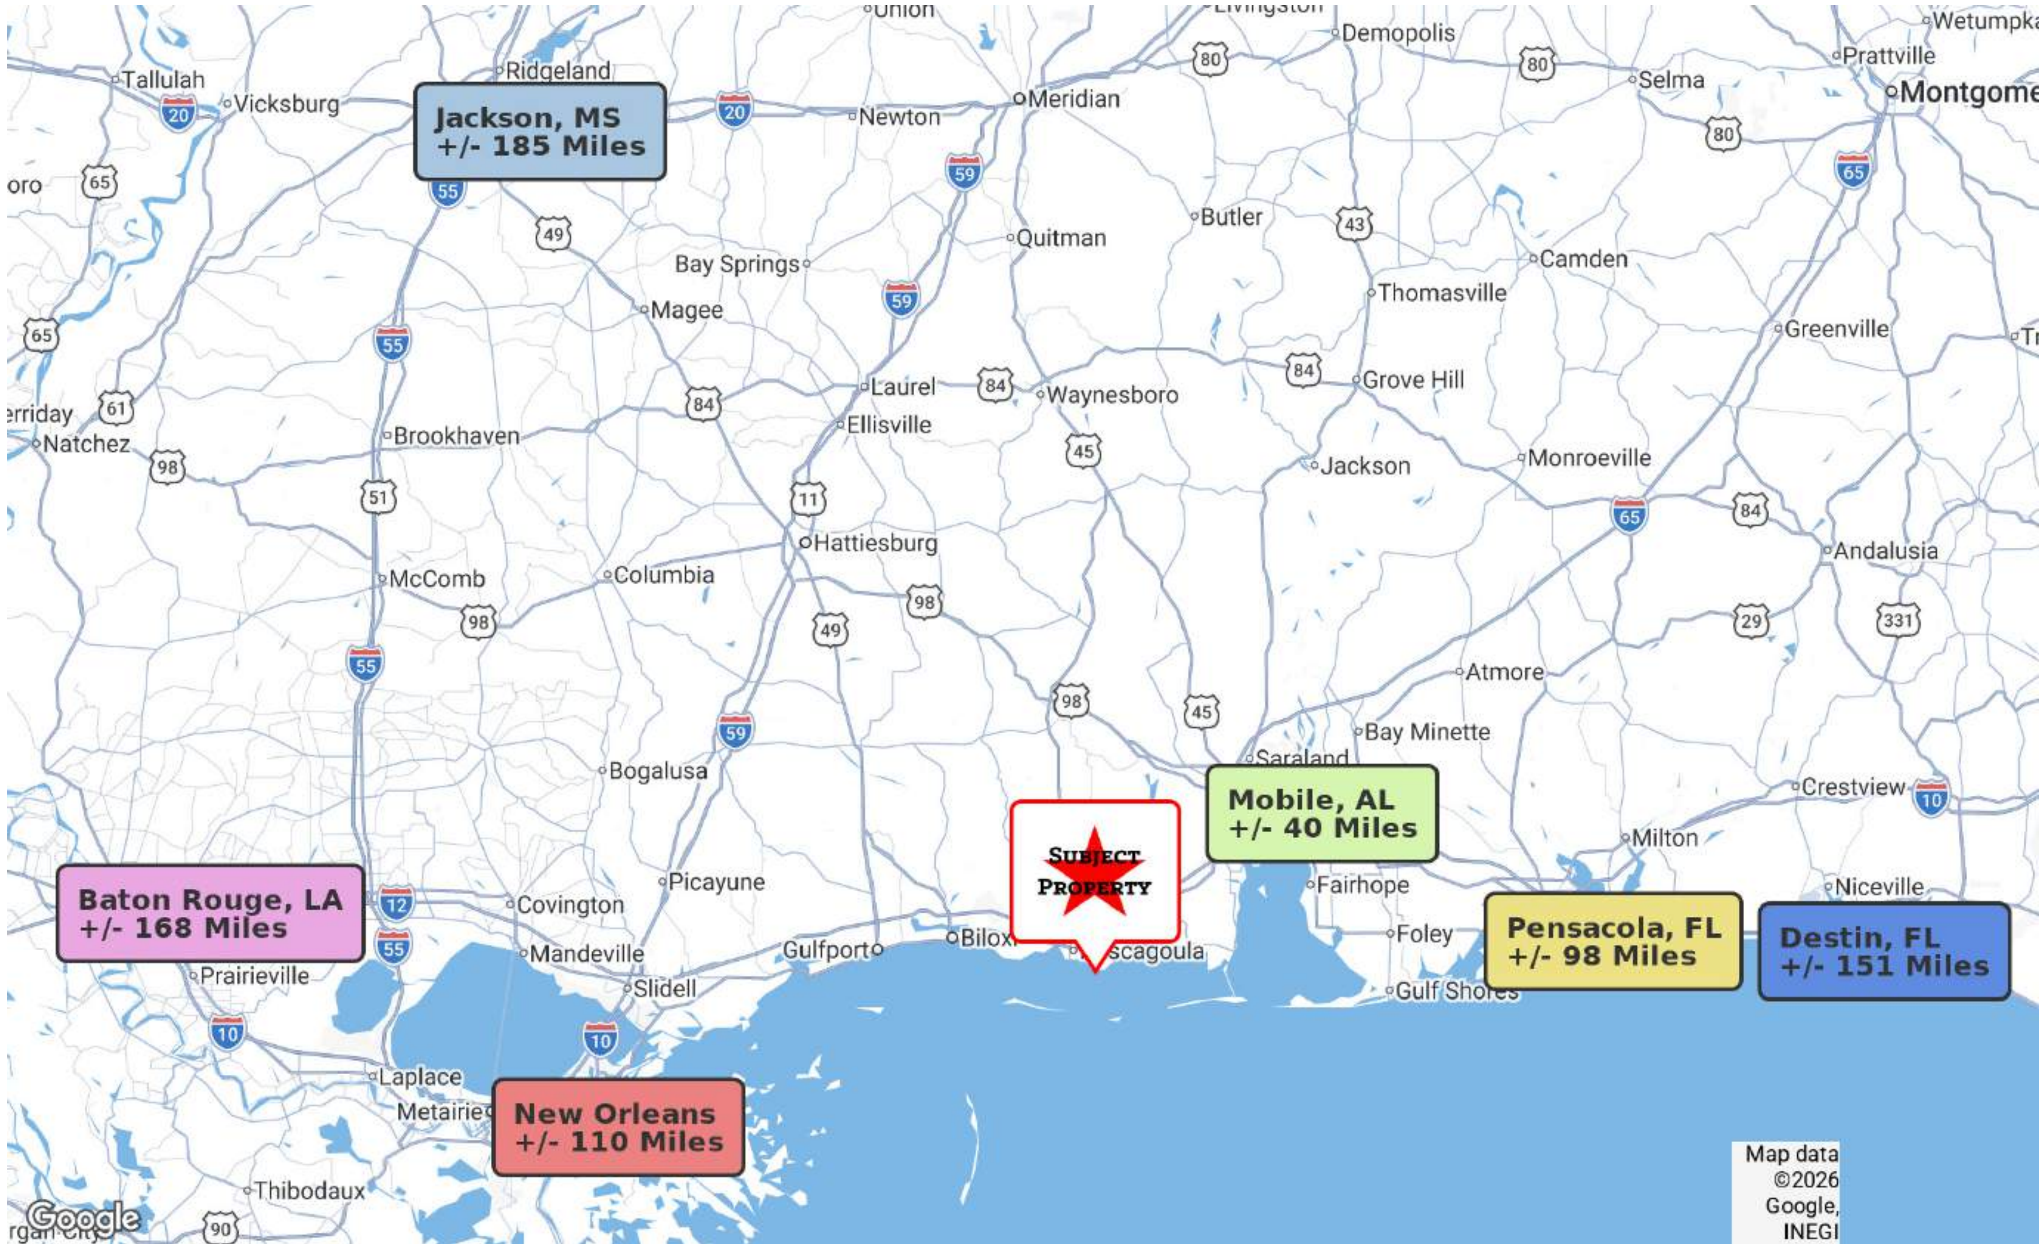 Union
Livingston
Wetumpka
Demopolis
Prattville
80
80
Ridgeland
Tallulah
Selma
Vicksburg
20
Jackson, MS
+/- 185 Miles
20
Newton
Meridian
Montgome
80
oro
65
55
59
65
49
Quitman
Butler
43
Bay Springs
Camden
59
Thomasville
Magee
65
55
Greenville
Tr
61
84
Laurel
84
Waynesboro
84
Grove Hill
erriday
Natchez
Brookhaven
Ellisville
98
45
Jackson
Monroeville
51
11
65
84
Hattiesburg
Andalusia
McComb
Columbia
98
98
49
29
331
55
Atmore
98
45
59
Bay Minette
Bogalusa
Saraland
Mobile, AL
+/- 40 Miles
Crestview
10
Milton
Subject
Property
Baton Rouge, LA
+/- 168 Miles
12
Picayune
Covington
Fairhope
Niceville
55
Mandeville
Gulfport
Biloxi
scagoula
Foley
Pensacola, FL
+/- 98 Miles
Destin, FL
+/- 151 Miles
Prairieville
Slidell
Gulf Shores
10
10
Laplace
Metairie
New Orleans
+/- 110 Miles
Thibodaux
Google
rgan City
90
Map data
©2026
Google,
INEGI